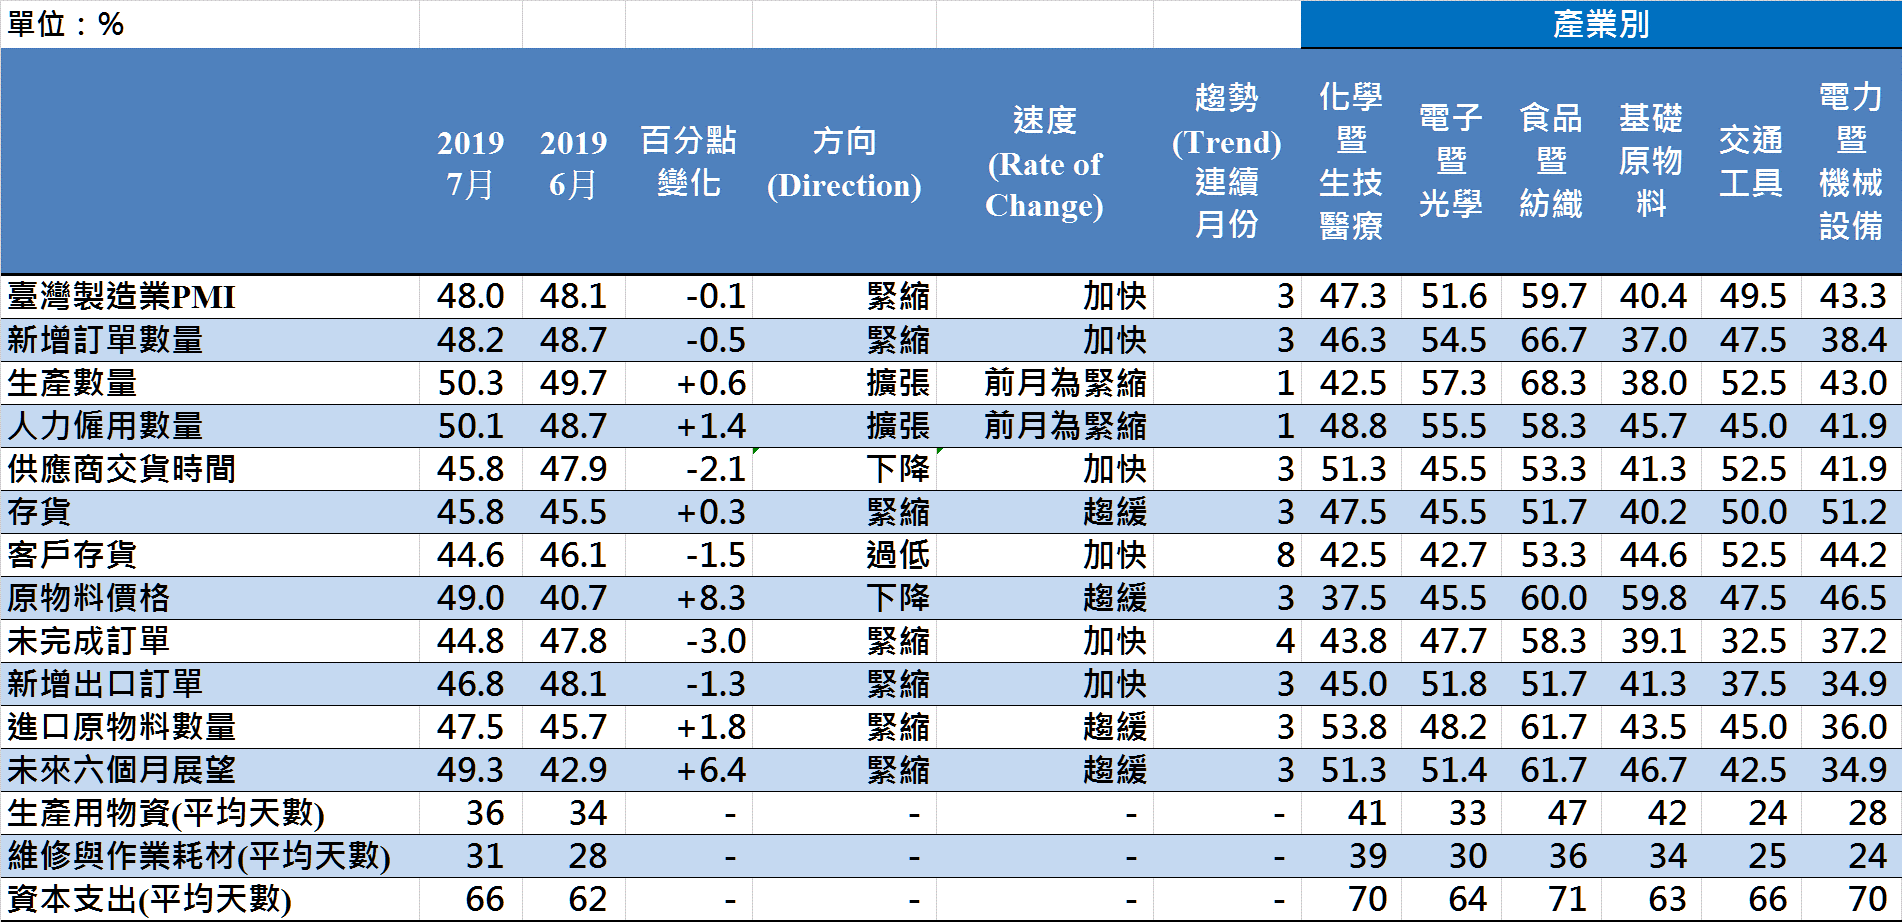 單位：% 產業別
2019 7月 2019 6月 百分點變化 方向(Direction) 速度(Rate of Change) 趨勢(Trend)連續月份 化學暨生技醫療 電子暨光學 食品暨紡織 基礎原物料 交通工具 電力暨機械設備
臺灣製造業PMI 48.0 48.1 -0.1 緊縮 加快 3 47.3 51.6 59.7 40.4 49.5 43.3
新增訂單數量 48.2 48.7 -0.5 緊縮 加快 3 46.3 54.5 66.7 37.0 47.5 38.4
生產數量 50.3 49.7 +0.6 擴張 前月為緊縮 1 42.5 57.3 68.3 38.0 52.5 43.0
人力僱用數量 50.1 48.7 +1.4 擴張 前月為緊縮 1 48.8 55.5 58.3 45.7 45.0 41.9
供應商交貨時間 45.8 47.9 -2.1 下降 加快 3 51.3 45.5 53.3 41.3 52.5 41.9
存貨 45.8 45.5 +0.3 緊縮 趨緩 3 47.5 45.5 51.7 40.2 50.0 51.2
客戶存貨 44.6 46.1 -1.5 過低 加快 8 42.5 42.7 53.3 44.6 52.5 44.2
原物料價格 49.0 40.7 +8.3 下降 趨緩 3 37.5 45.5 60.0 59.8 47.5 46.5
未完成訂單 44.8 47.8 -3.0 緊縮 加快 4 43.8 47.7 58.3 39.1 32.5 37.2
新增出口訂單 46.8 48.1 -1.3 緊縮 加快 3 45.0 51.8 51.7 41.3 37.5 34.9
進口原物料數量 47.5 45.7 +1.8 緊縮 趨緩 3 53.8 48.2 61.7 43.5 45.0 36.0
未來六個月展望 49.3 42.9 +6.4 緊縮 趨緩 3 51.3 51.4 61.7 46.7 42.5 34.9
生產用物資(平均天數) 36 34 - - - - 41 33 47 42 24 28
維修與作業耗材(平均天數) 31 28 - - - - 39 30 36 34 25 24
資本支出(平均天數) 66 62 - - - - 70 64 71 63 66 70